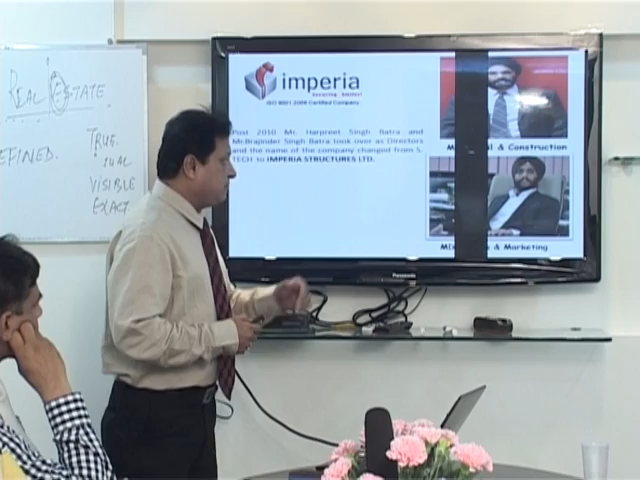 REAL ESTATE
EFINED.
TRUE.
VISIBLE
EXACT.
imperia
ISO 9001:2008 Certified Company
Post 2010 Mr. Harpreet Singh Batra and
Mr.Brajinder Singh Batra took over as Directors
and the name of the company changed from S.
TECH to IMPERIA STRUCTURES LTD.
& Construction
& Marketing
Panasonic